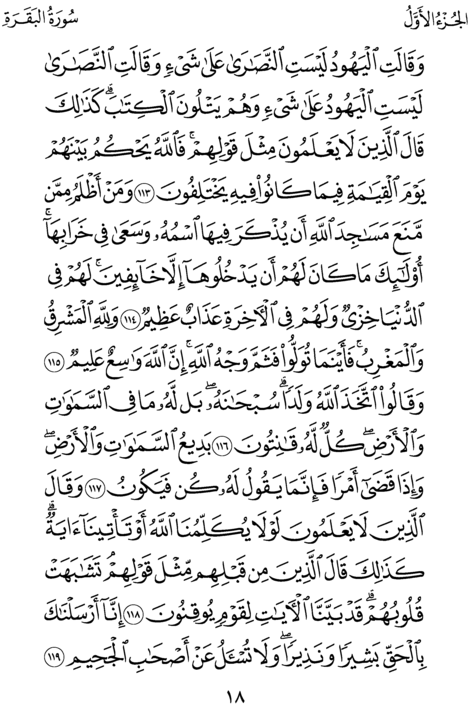 الجُزْءُ الأَوَّلُ سُورَةُ البَقَرَةِ
وَقَالَتِ ٱلْيَهُودُ لَيْسَتِ ٱلنَّصَٰرَىٰ عَلَىٰ شَىْءٍ وَقَالَتِ ٱلنَّصَٰرَىٰ
لَيْسَتِ ٱلْيَهُودُ عَلَىٰ شَىْءٍ وَهُمْ يَتْلُونَ ٱلْكِتَٰبَۗ كَذَٰلِكَ
قَالَ ٱلَّذِينَ لَا يَعْلَمُونَ مِثْلَ قَوْلِهِمْۚ فَٱللَّهُ يَحْكُمُ بَيْنَهُمْ
يَوْمَ ٱلْقِيَٰمَةِ فِيمَا كَانُوا۟ فِيهِ يَخْتَلِفُونَ ١١٣ وَمَنْ أَظْلَمُ مِمَّن
مَّنَعَ مَسَٰجِدَ ٱللَّهِ أَن يُذْكَرَ فِيهَا ٱسْمُهُۥ وَسَعَىٰ فِى خَرَابِهَآۚ
أُو۟لَٰٓئِكَ مَا كَانَ لَهُمْ أَن يَدْخُلُوهَآ إِلَّا خَآئِفِينَۚ لَهُمْ فِى
ٱلدُّنْيَا خِزْىٌ وَلَهُمْ فِى ٱلْءَاخِرَةِ عَذَابٌ عَظِيمٌ ١١٤ وَلِلَّهِ ٱلْمَشْرِقُ
وَٱلْمَغْرِبُۚ فَأَيْنَمَا تُوَلُّوا۟ فَثَمَّ وَجْهُ ٱللَّهِۚ إِنَّ ٱللَّهَ وَٰسِعٌ عَلِيمٌ ١١٥
وَقَالُوا۟ ٱتَّخَذَ ٱللَّهُ وَلَدًاۗ سُبْحَٰنَهُۥۖ بَل لَّهُۥ مَا فِى ٱلسَّمَٰوَٰتِ
وَٱلْأَرْضِۖ كُلٌّ لَّهُۥ قَٰنِتُونَ ١١٦ بَدِيعُ ٱلسَّمَٰوَٰتِ وَٱلْأَرْضِۖ
وَإِذَا قَضَىٰٓ أَمْرًا فَإِنَّمَا يَقُولُ لَهُۥ كُن فَيَكُونُ ١١٧ وَقَالَ
ٱلَّذِينَ لَا يَعْلَمُونَ لَوْلَا يُكَلِّمُنَا ٱللَّهُ أَوْ تَأْتِينَآ ءَايَةٌۗ
كَذَٰلِكَ قَالَ ٱلَّذِينَ مِن قَبْلِهِم مِّثْلَ قَوْلِهِمْۘ تَشَٰبَهَتْ
قُلُوبُهُمْۗ قَدْ بَيَّنَّا ٱلْءَايَٰتِ لِقَوْمٍ يُوقِنُونَ ١١٨ إِنَّآ أَرْسَلْنَٰكَ
بِٱلْحَقِّ بَشِيرًا وَنَذِيرًاۖ وَلَا تُسْـَٔلُ عَنْ أَصْحَٰبِ ٱلْجَحِيمِ ١١٩
١٨